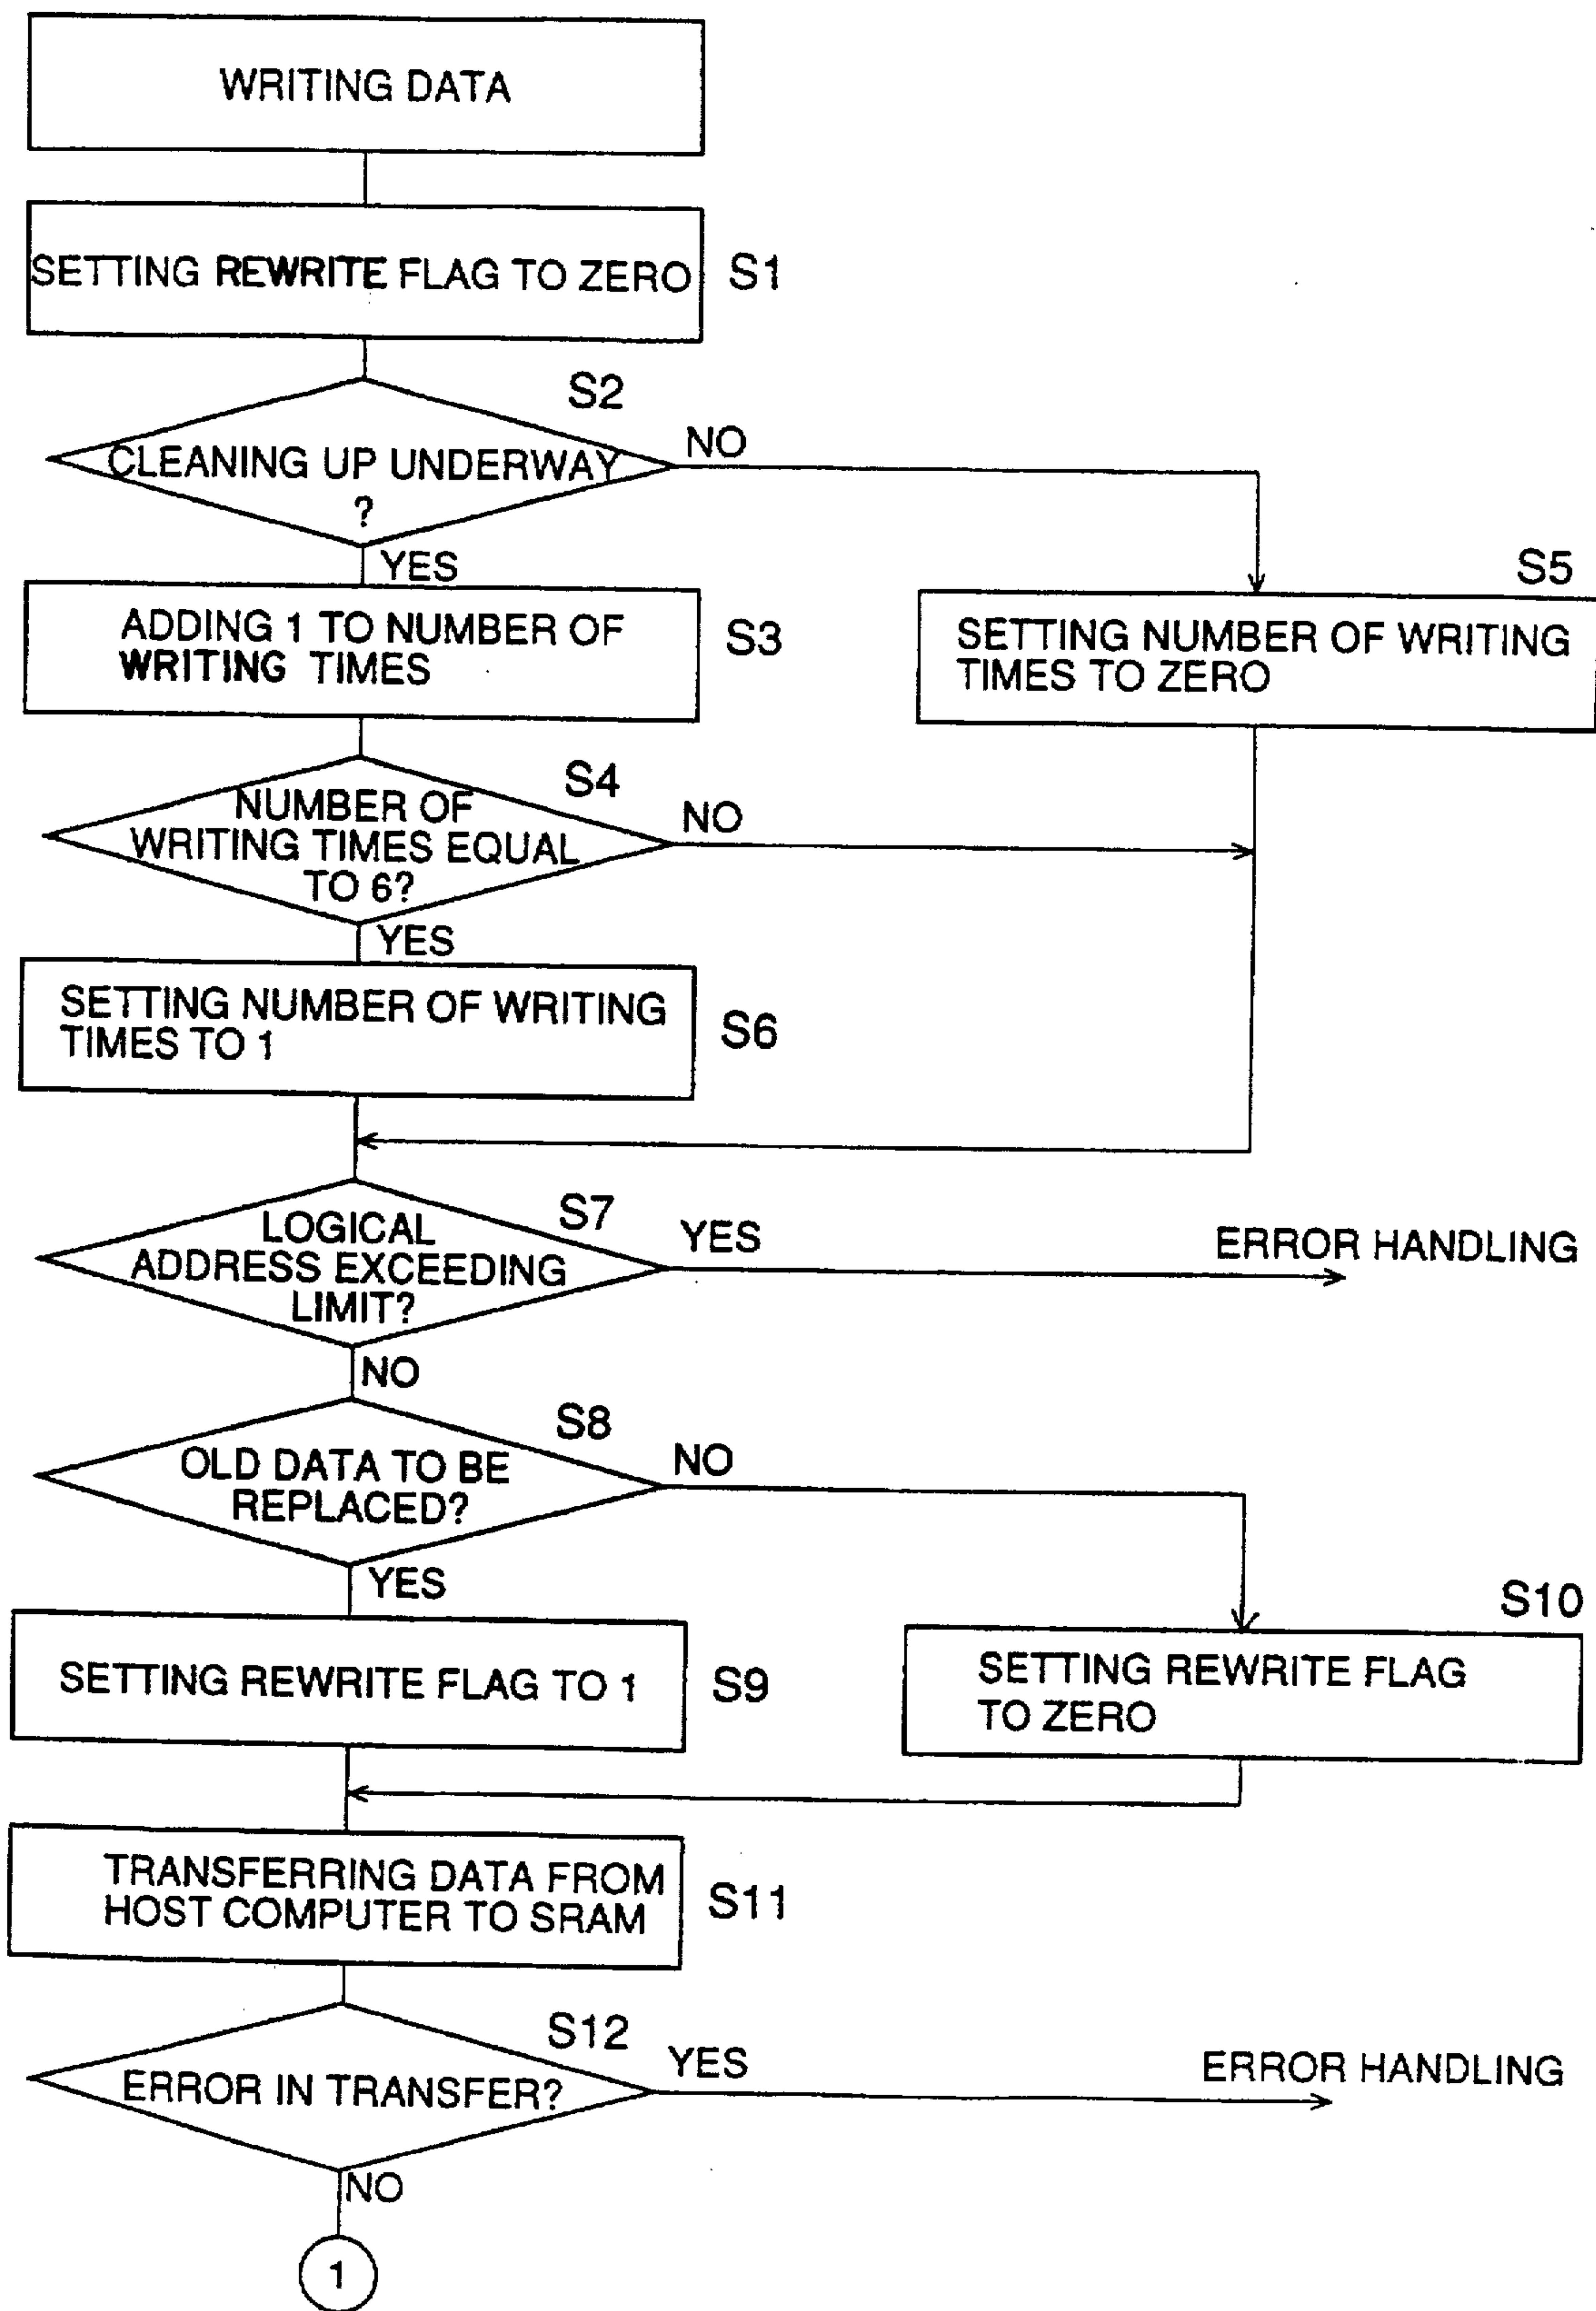 WRITING DATA
SETTING REWRITE FLAG TO ZERO
S1
S2
CLEANING UP UNDERWAY
?
NO
YES
ADDING 1 TO NUMBER OF
WRITING TIMES
S3
S5
SETTING NUMBER OF WRITING
TIMES TO ZERO
S4
NUMBER OF
WRITING TIMES EQUAL
TO 6?
NO
YES
SETTING NUMBER OF WRITING
TIMES TO 1
S6
S7
LOGICAL
ADDRESS EXCEEDING
LIMIT?
YES
ERROR HANDLING
NO
S8
OLD DATA TO BE
REPLACED?
NO
YES
SETTING REWRITE FLAG TO 1
S9
S10
SETTING REWRITE FLAG
TO ZERO
TRANSFERRING DATA FROM
HOST COMPUTER TO SRAM
S11
S12
ERROR IN TRANSFER?
YES
ERROR HANDLING
NO
1